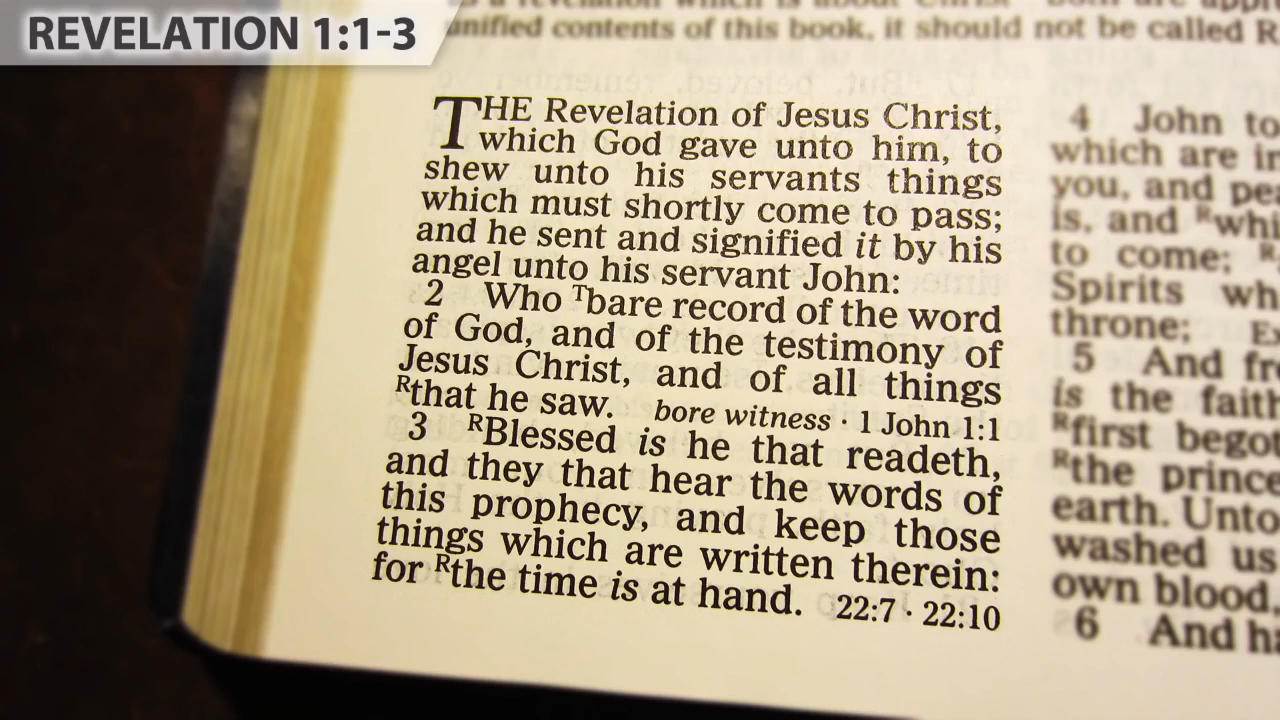 REVELATION 1:1-3
nified contents of this book, it should not be called R
THE Revelation of Jesus Christ,
which God gave unto him, to
shew unto his servants things
which must shortly come to pass;
and he sent and signified it by his
angel unto his servant John:
2 Who ᵀbare record of the word
of God, and of the testimony of
Jesus Christ, and of all things
ᴿthat he saw. bore witness · 1 John 1:1
3 ᴿBlessed is he that readeth,
and they that hear the words of
this prophecy, and keep those
things which are written therein:
for ᴿthe time is at hand. 22:7 · 22:10
4 John to
which are in
you, and pea
is, and ᴿwhi
to come; ᴿ
Spirits wh
throne; Ex
5 And fro
is the faith
ᴿfirst begot
ᴿthe prince
earth. Unto
washed us
own blood,
6 And ha